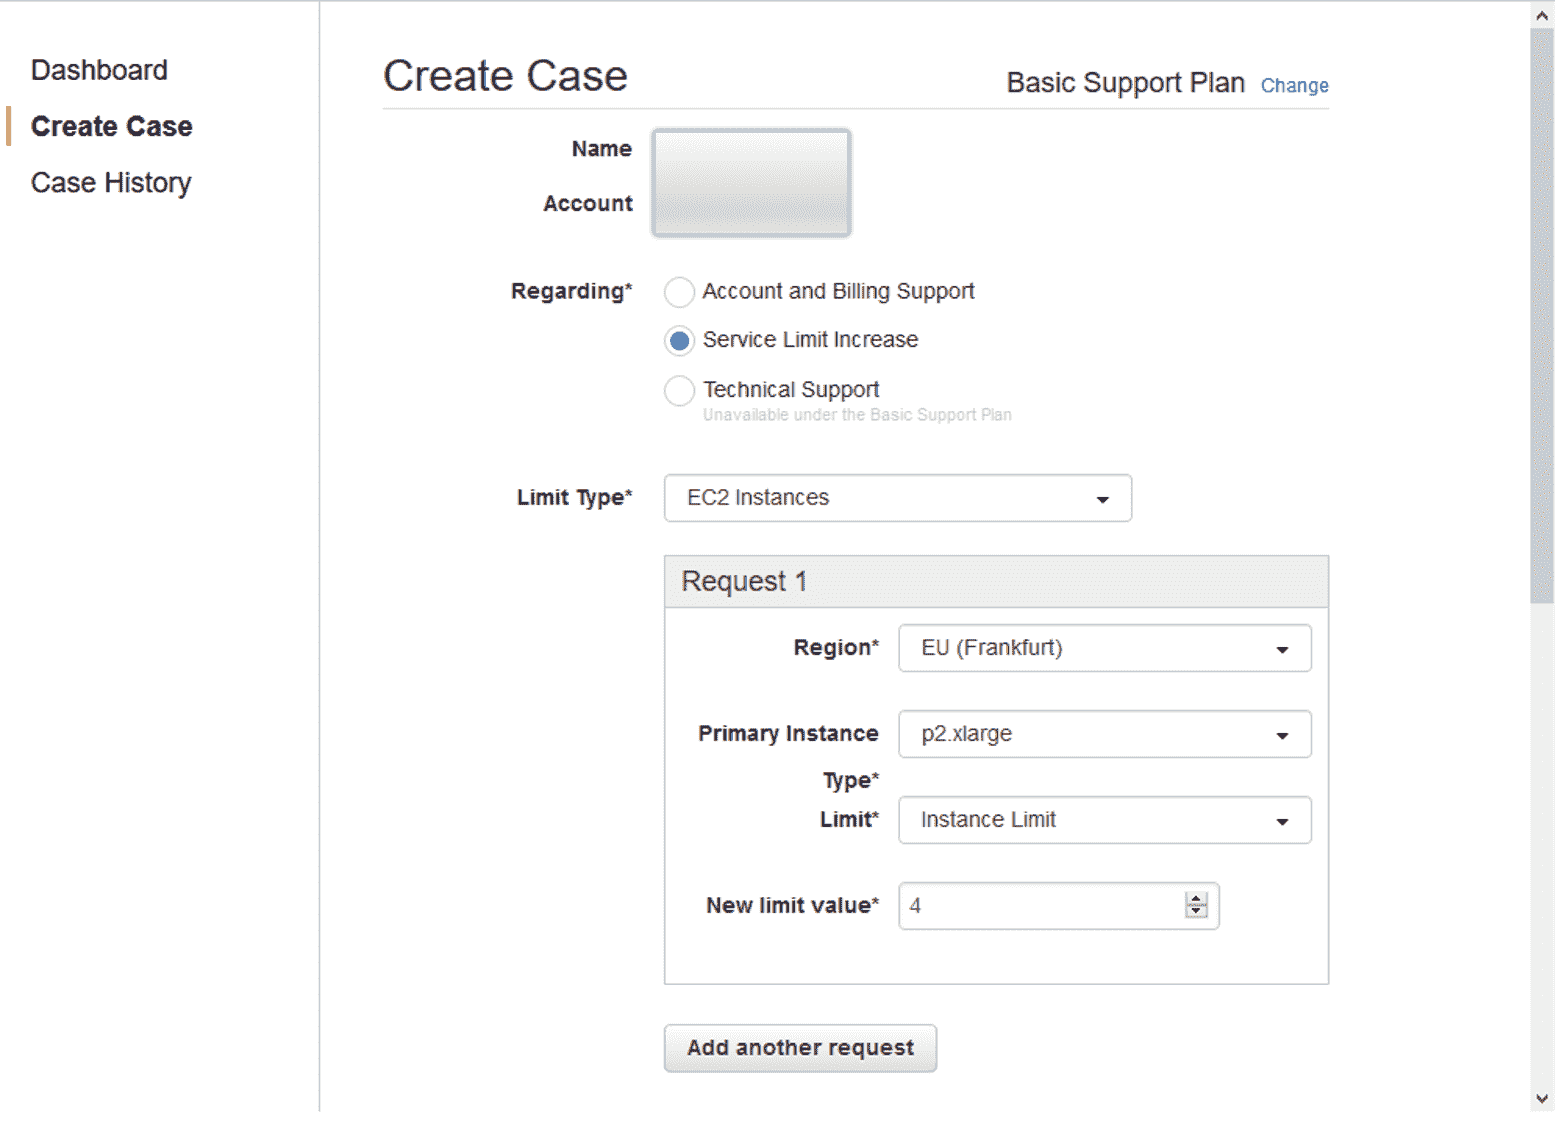 Dashboard
Create Case
Case History
Create Case
Basic Support Plan Change
Name
Account
Regarding*
Account and Billing Support
Service Limit Increase
Technical Support
Unavailable under the Basic Support Plan
Limit Type*
EC2 Instances
Request 1
Region*
EU (Frankfurt)
Primary Instance
Type*
p2.xlarge
Limit*
Instance Limit
New limit value*
4
Add another request